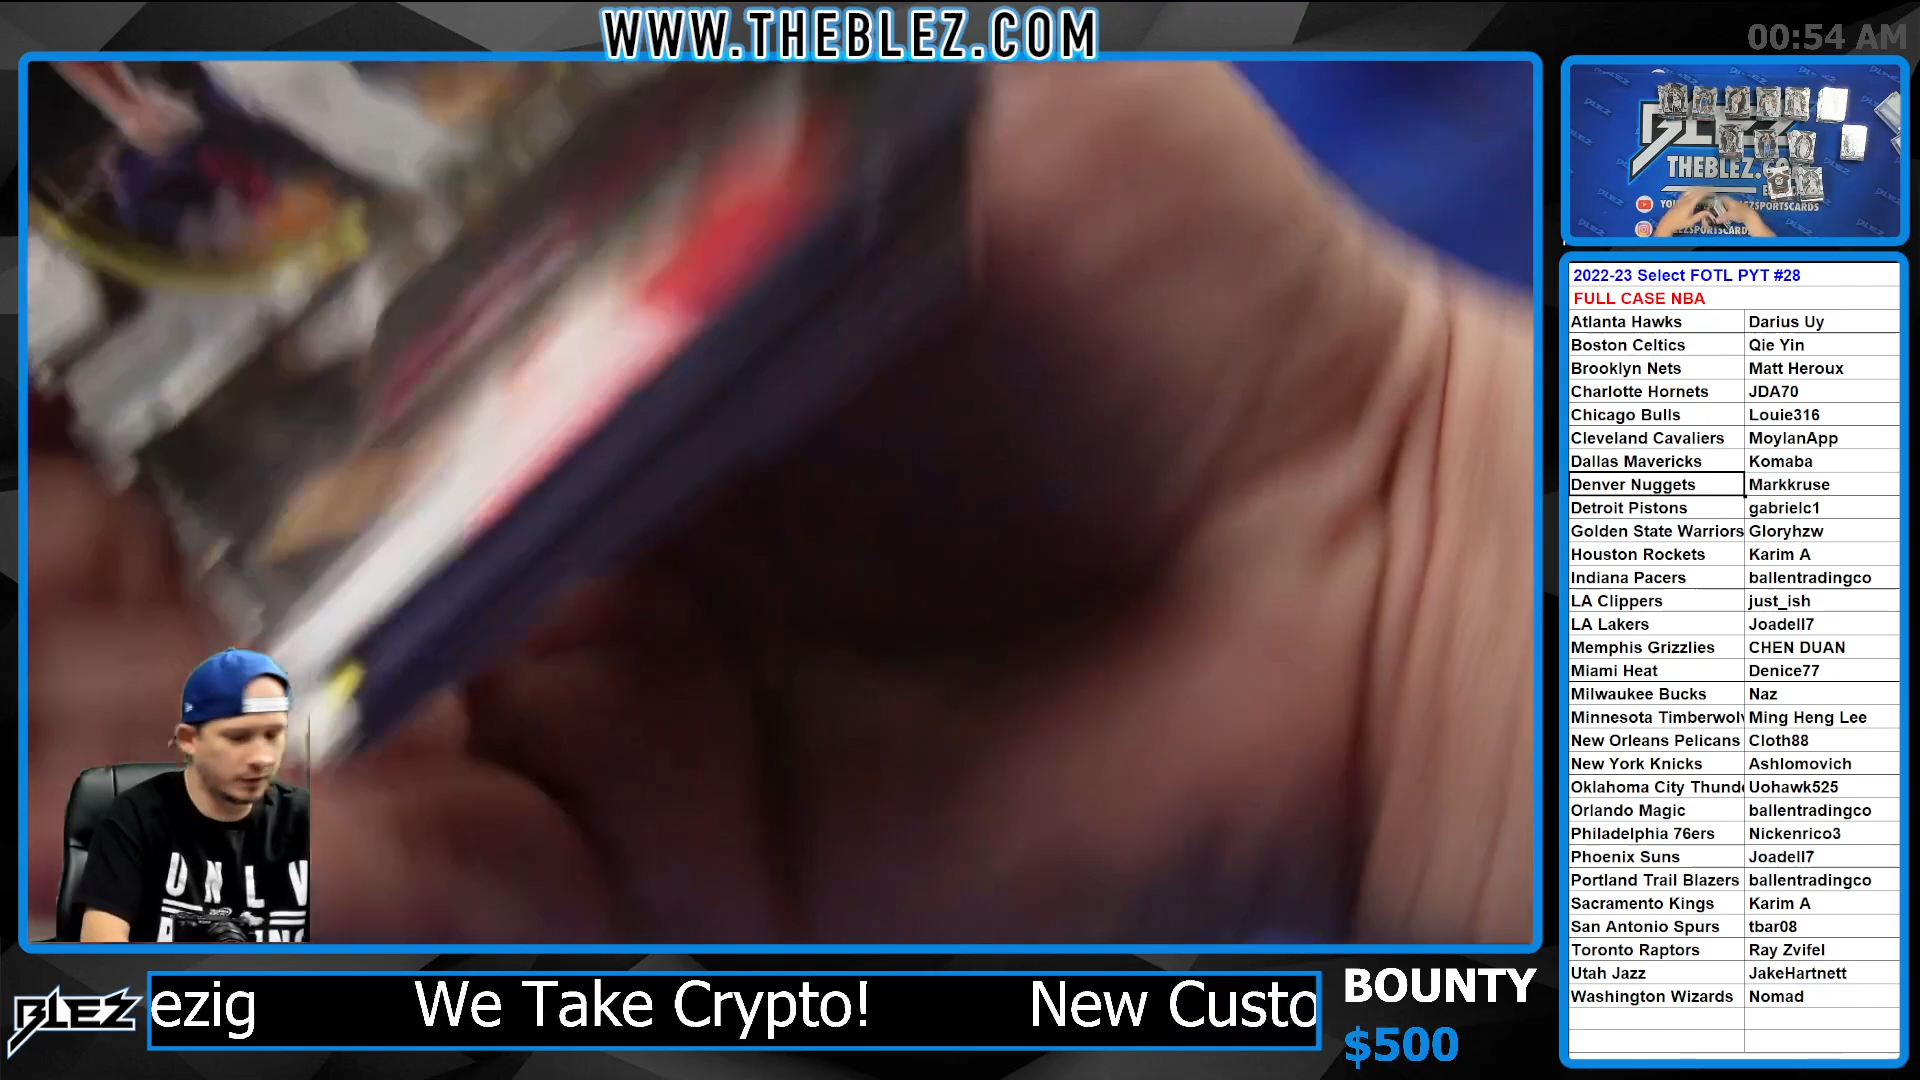 WWW.THEBLEZ.COM
00:54 AM
BLEZ
THEBLEZ.CO
2022-23 Select FOTL PYT #28
FULL CASE NBA
Atlanta Hawks Darius Uy
Boston Celtics Qie Yin
Brooklyn Nets Matt Heroux
Charlotte Hornets JDA70
Chicago Bulls Louie316
Cleveland Cavaliers MoylanApp
Dallas Mavericks Komaba
Denver Nuggets Markkruse
Detroit Pistons gabrielc1
Golden State Warriors Gloryhzw
Houston Rockets Karim A
Indiana Pacers ballentradingco
LA Clippers just_ish
LA Lakers Joadell7
Memphis Grizzlies CHEN DUAN
Miami Heat Denice77
Milwaukee Bucks Naz
Minnesota Timberwolv Ming Heng Lee
New Orleans Pelicans Cloth88
New York Knicks Ashlomovich
Oklahoma City Thund Uohawk525
Orlando Magic ballentradingco
Philadelphia 76ers Nickenrico3
Phoenix Suns Joadell7
Portland Trail Blazers ballentradingco
Sacramento Kings Karim A
San Antonio Spurs tbar08
Toronto Raptors Ray Zvifel
Utah Jazz JakeHartnett
Washington Wizards Nomad
UNLV
BLEZ
ezig We Take Crypto! New Custo
BOUNTY
$500